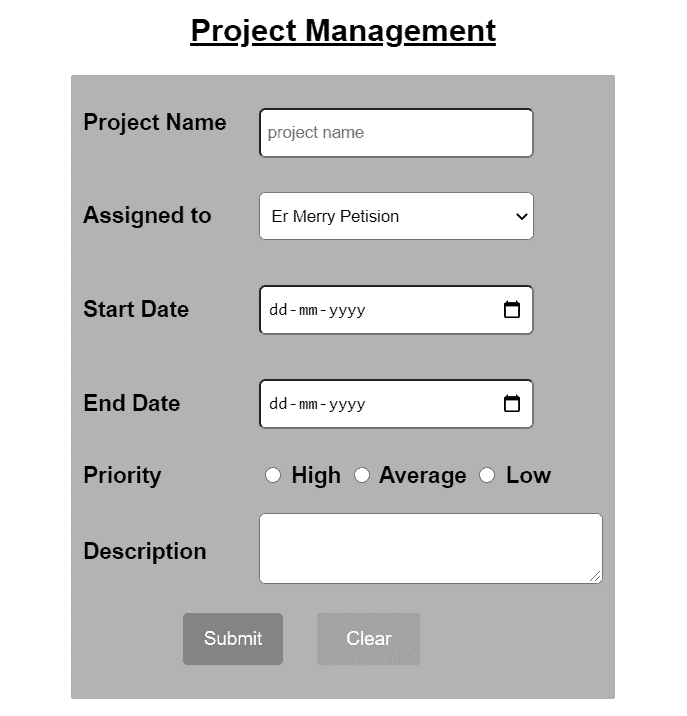 Project Management
Project Name project name
Assigned to Er Merry Petision
Start Date dd-mm-yyyy
End Date dd-mm-yyyy
Priority High Average Low
Description
Submit Clear